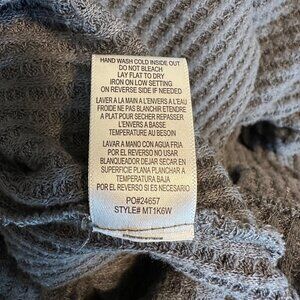 HAND WASH COLD INSIDE OUT
DO NOT BLEACH
LAY FLAT TO DRY
IRON ON LOW SETTING
ON REVERSE SIDE IF NEEDED
LAVER A LA MAIN A L'ENVERS A L'EAU
FROIDE NE PAS BLANCHIR ETENDRE
A PLAT POUR SECHER REPASSER.
L'ENVERS A BASSE
TEMPERATURE AU BESOIN
LAVAR A MANO CON AGUA FRIA
POR EL REVERSO NO USAR
BLANQUEADOR DEJAR SECAR EN
SUPERFICIE PLANA PLANCHAR A
TEMPERATURA BAJA
POR EL REVERSO SI ES NECESARIO
PO#24657
STYLE# MT1K6W